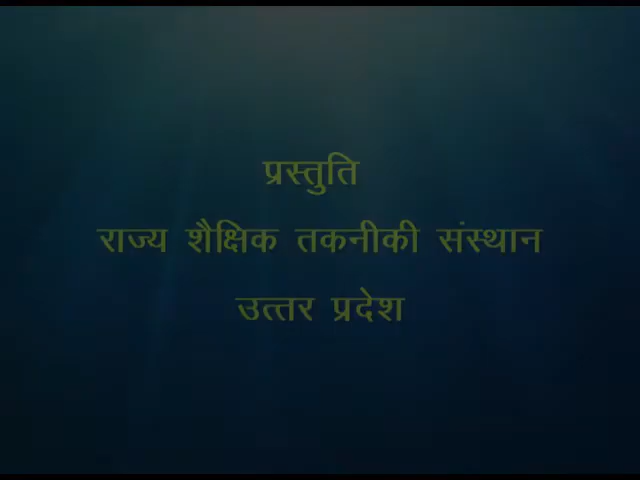 प्रस्तुति
राज्य शैक्षिक तकनीकी संस्थान
उत्तर प्रदेश